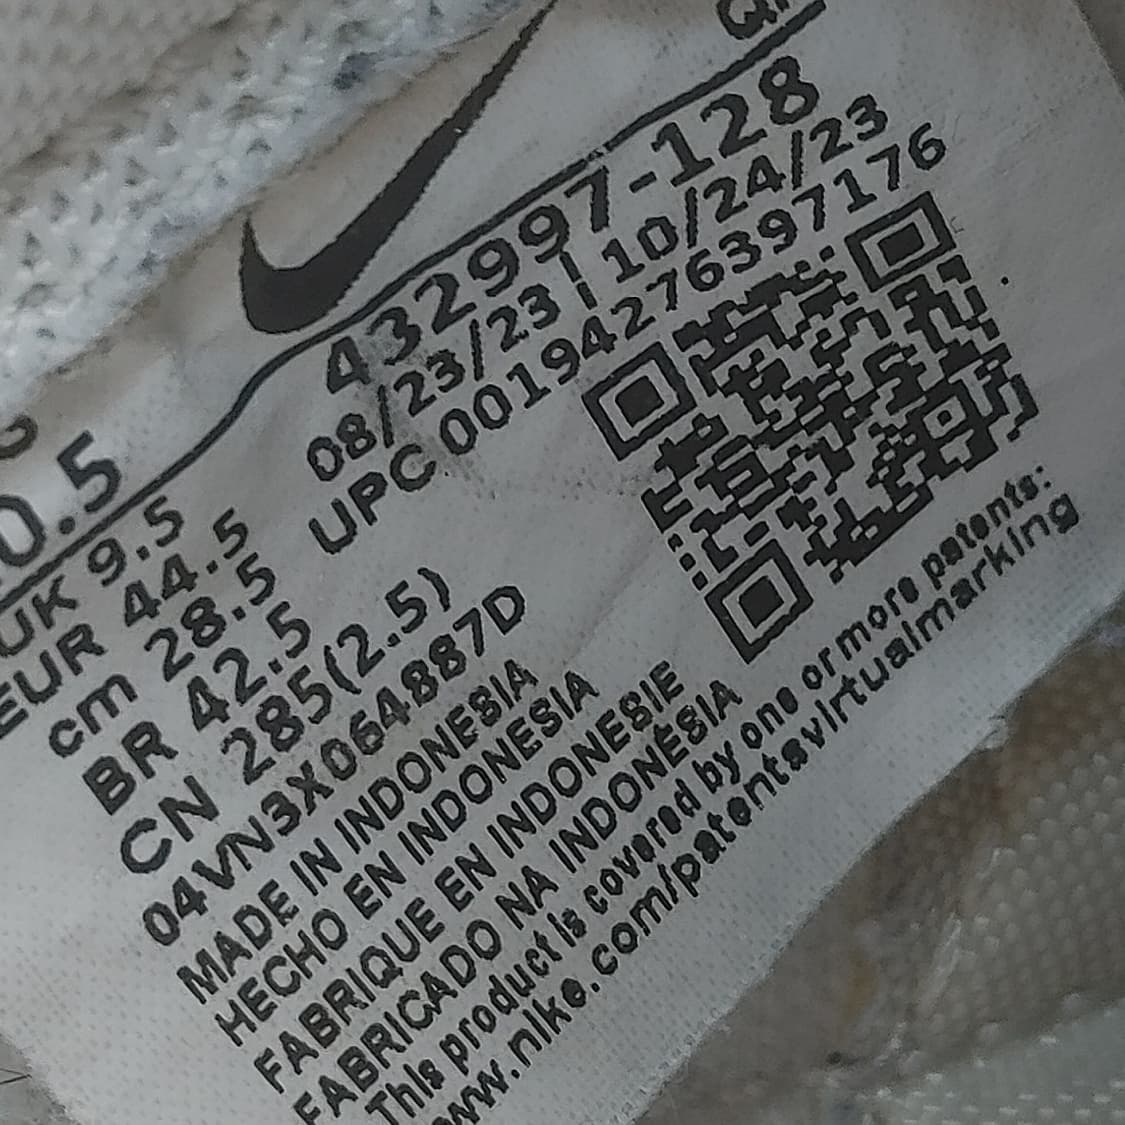 432997-128
08/23/23 | 10/24/23
UPC 00194276397176
0.5
UK 9.5
EUR 44.5
cm 28.5
BR 42.5
CN 285(2.5)
04VN3X064887D
MADE IN INDONESIA
HECHO EN INDONESIA
FABRIQUE EN INDONESIE
FABRICADO NA INDONÉSIA
This product is covered by one or more patents:
www.nike.com/patentsvirtualmarking